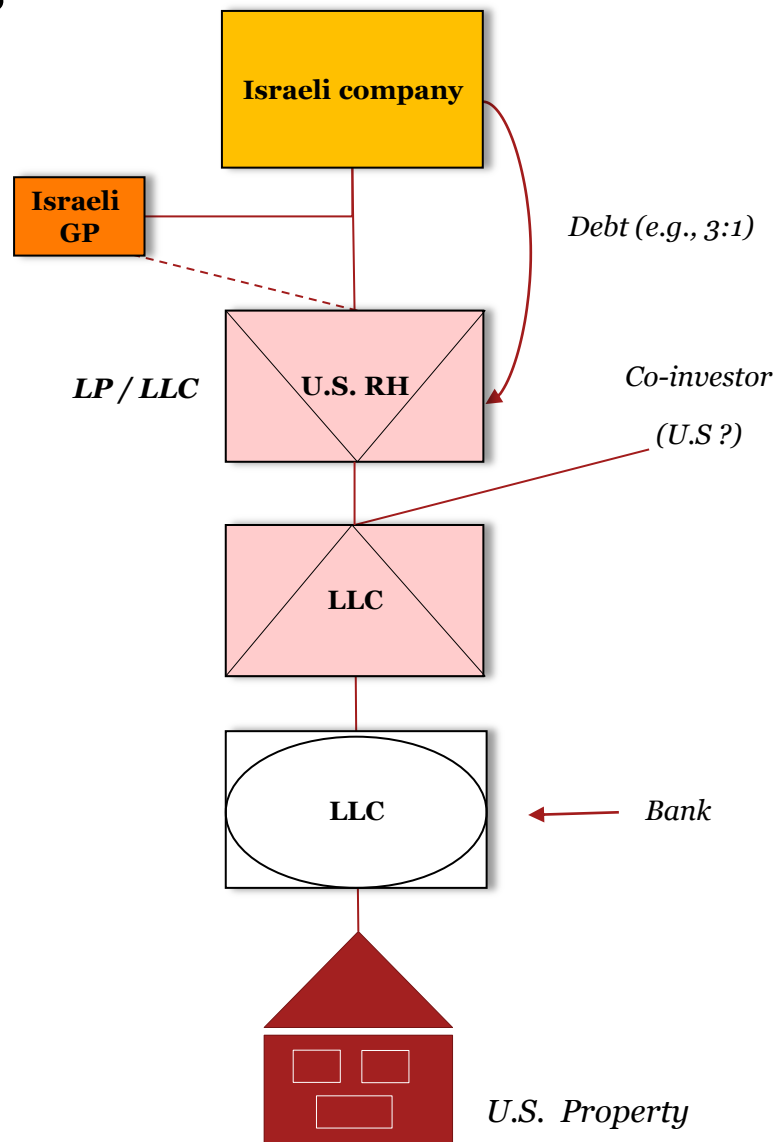 Israeli company
Israeli
GP
Debt (e.g., 3:1)
LP / LLC
U.S. RH
Co-investor
(U.S ?)
LLC
LLC
Bank
U.S. Property